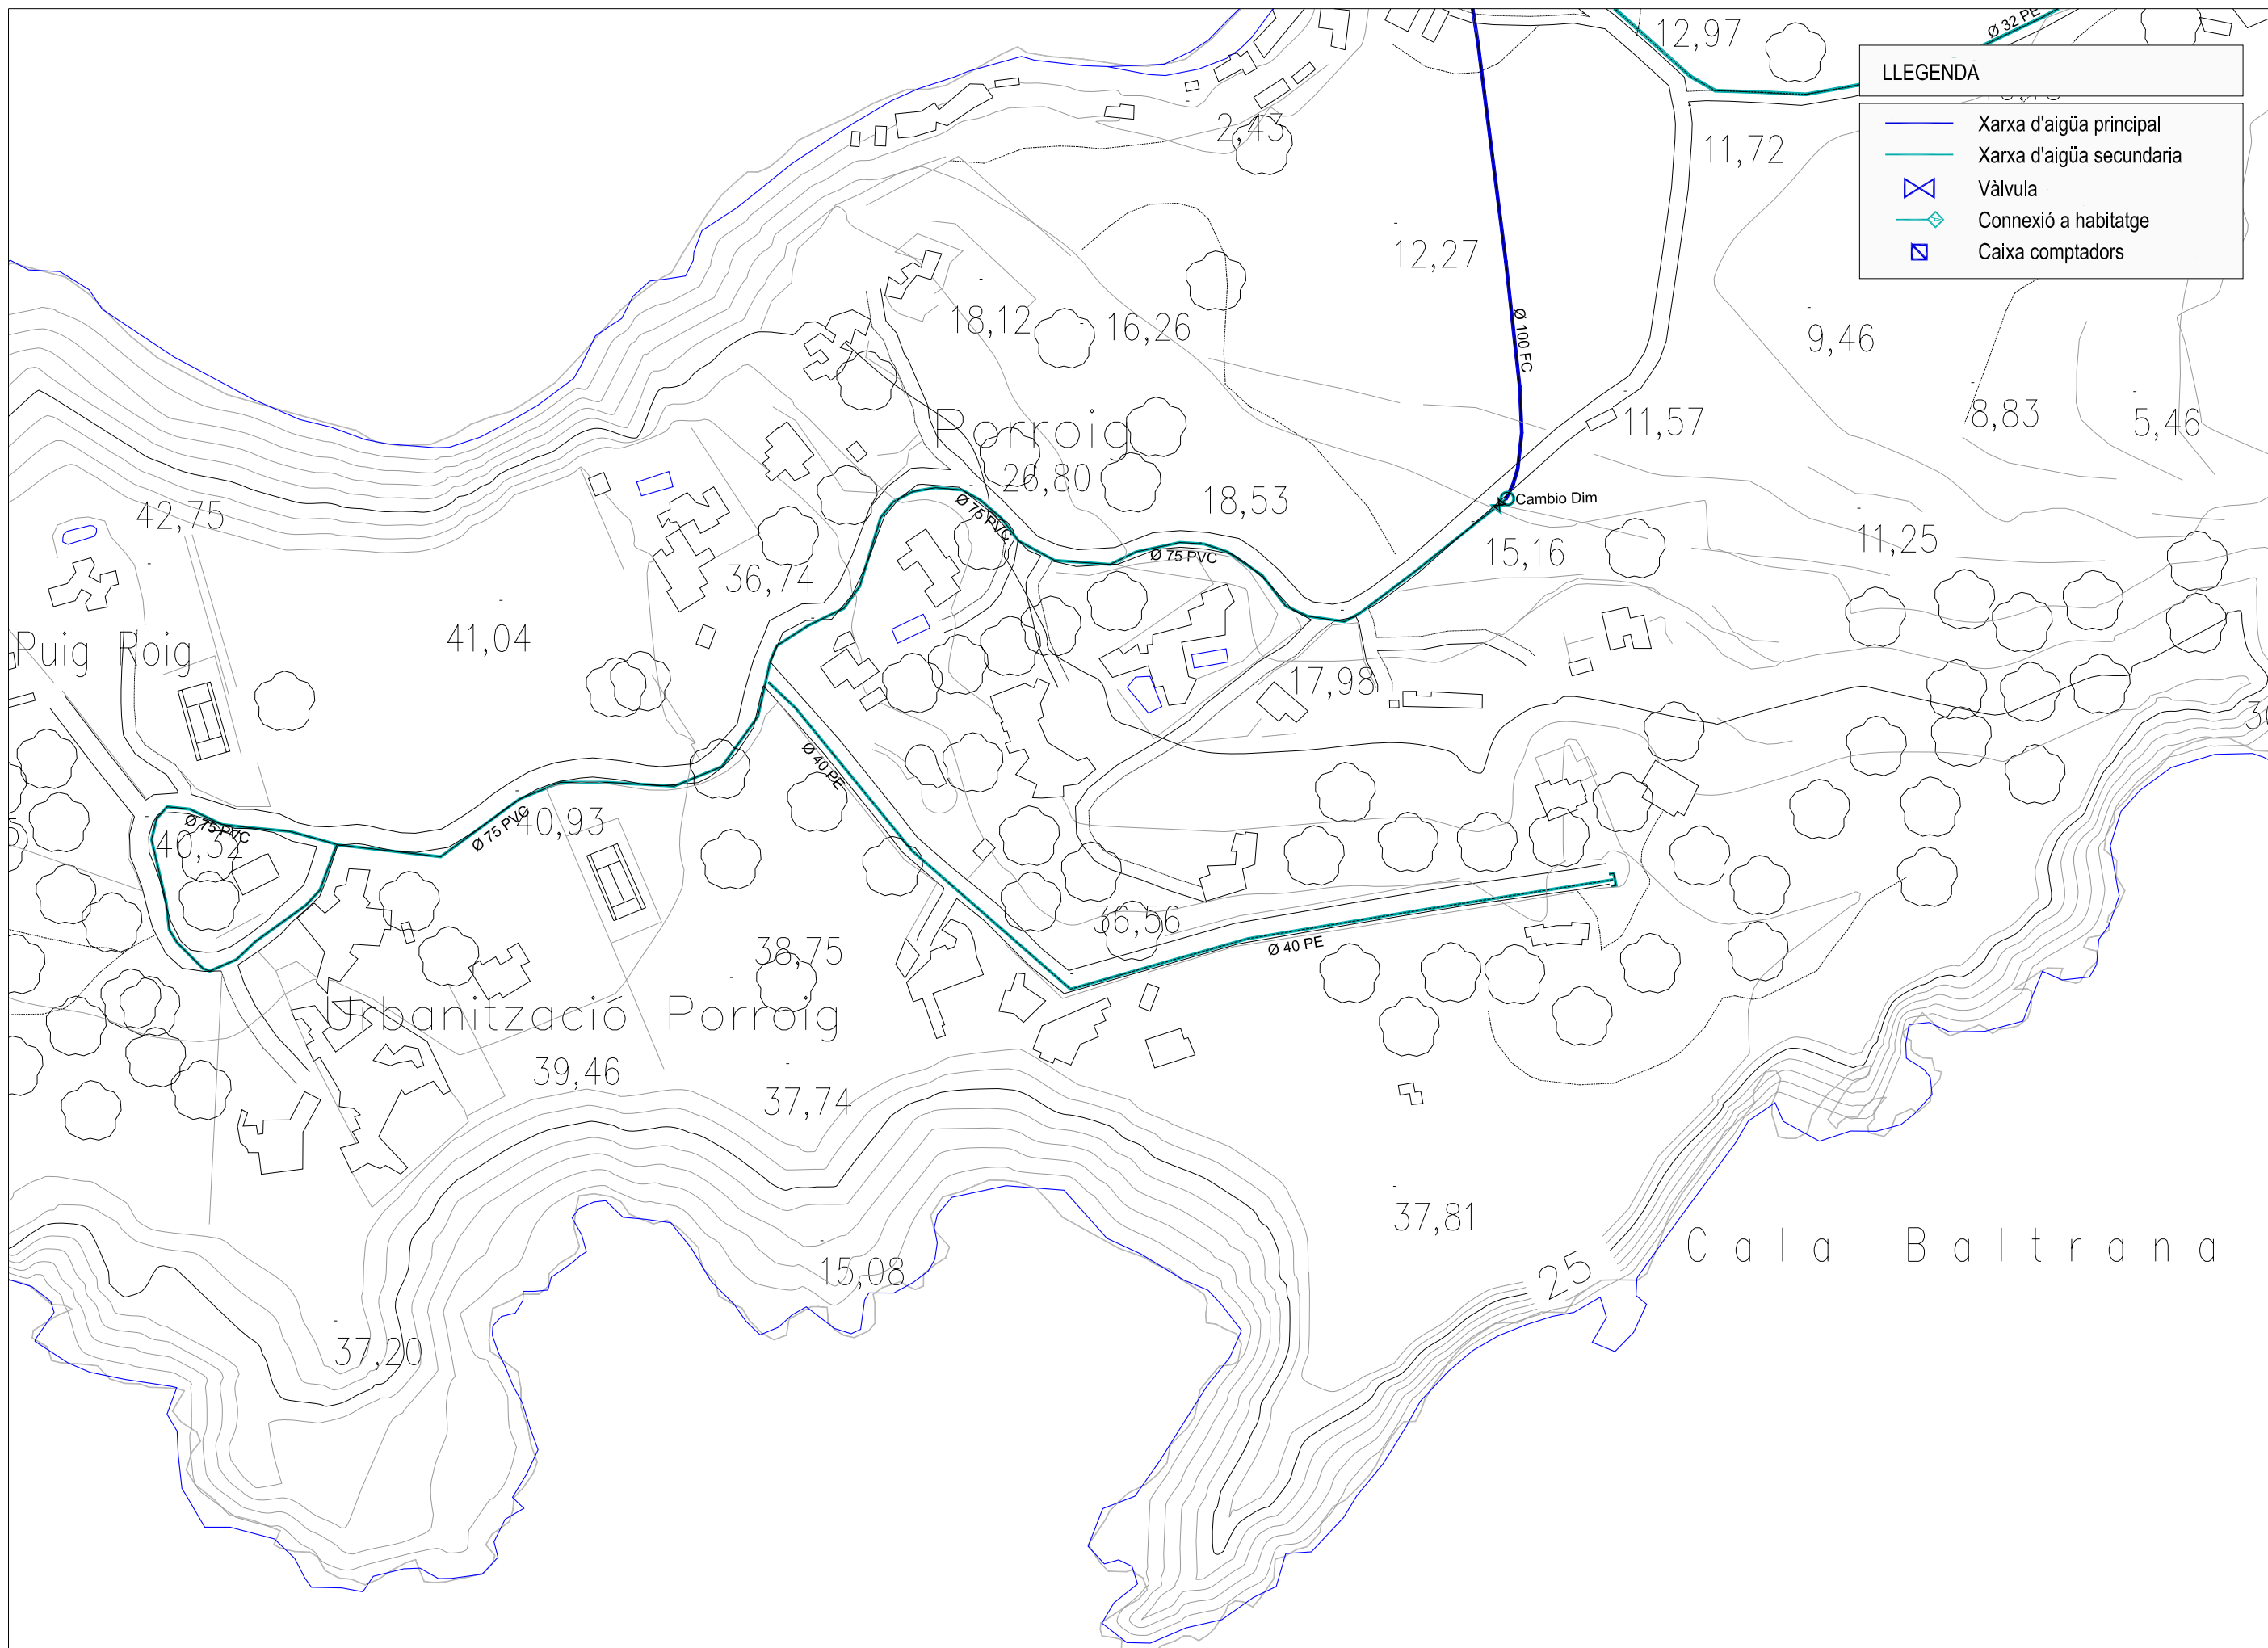 Ø 32 PE
12,97
LLEGENDA
Xarxa d'aigüa principal
Xarxa d'aigüa secundaria
Vàlvula
Connexió a habitatge
Caixa comptadors
2,43
11,72
12,27
18,12
16,26
Ø 100 FC
9,46
Porroig
11,57
8,83
5,46
26,80
18,53
Cambio Dim
42,75
Ø 75 PVC
Ø 75 PVC
15,16
11,25
36,74
41,04
Puig Roig
17,98
Ø 40 PE
Ø 75 PVC
40,32
Ø 75 PVC
40,93
36,56
38,75
Ø 40 PE
Urbanització Porroig
39,46
37,74
37,81
Cala Baltrana
15,08
25
37,20